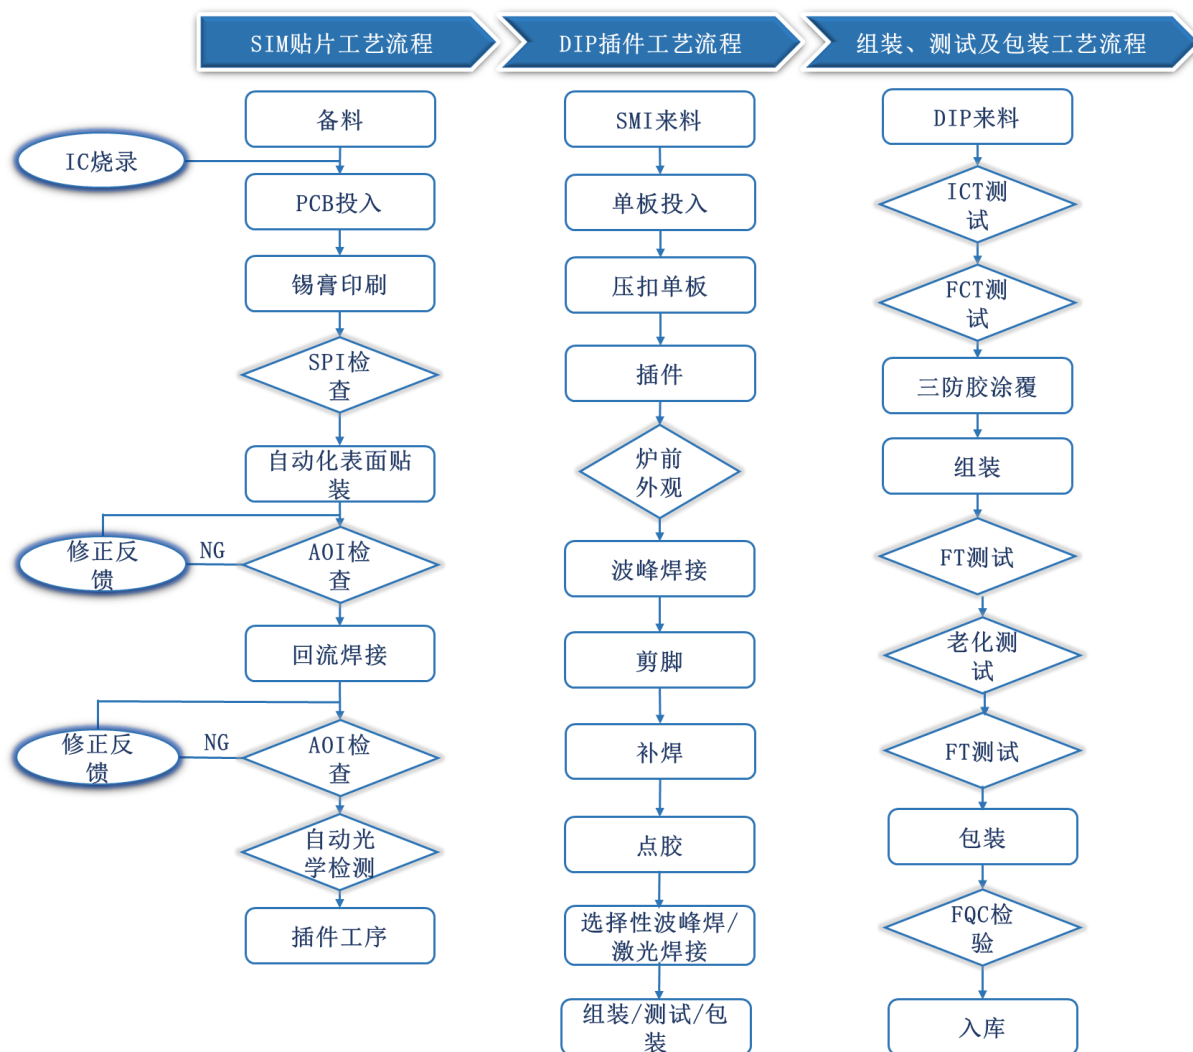 SIM贴片工艺流程
DIP插件工艺流程
组装、测试及包装工艺流程
备料
IC烧录
PCB投入
锡膏印刷
SPI检
查
自动化表面贴
装
修正反
馈
NG
AOI检
查
回流焊接
修正反
馈
NG
AOI检
查
自动光
学检测
插件工序
SMI来料
单板投入
压扣单板
插件
炉前
外观
波峰焊接
剪脚
补焊
点胶
选择性波峰焊/
激光焊接
组装/测试/包
装
DIP来料
ICT测
试
FCT测
试
三防胶涂覆
组装
FT测试
老化测
试
FT测试
包装
FQC检
验
入库